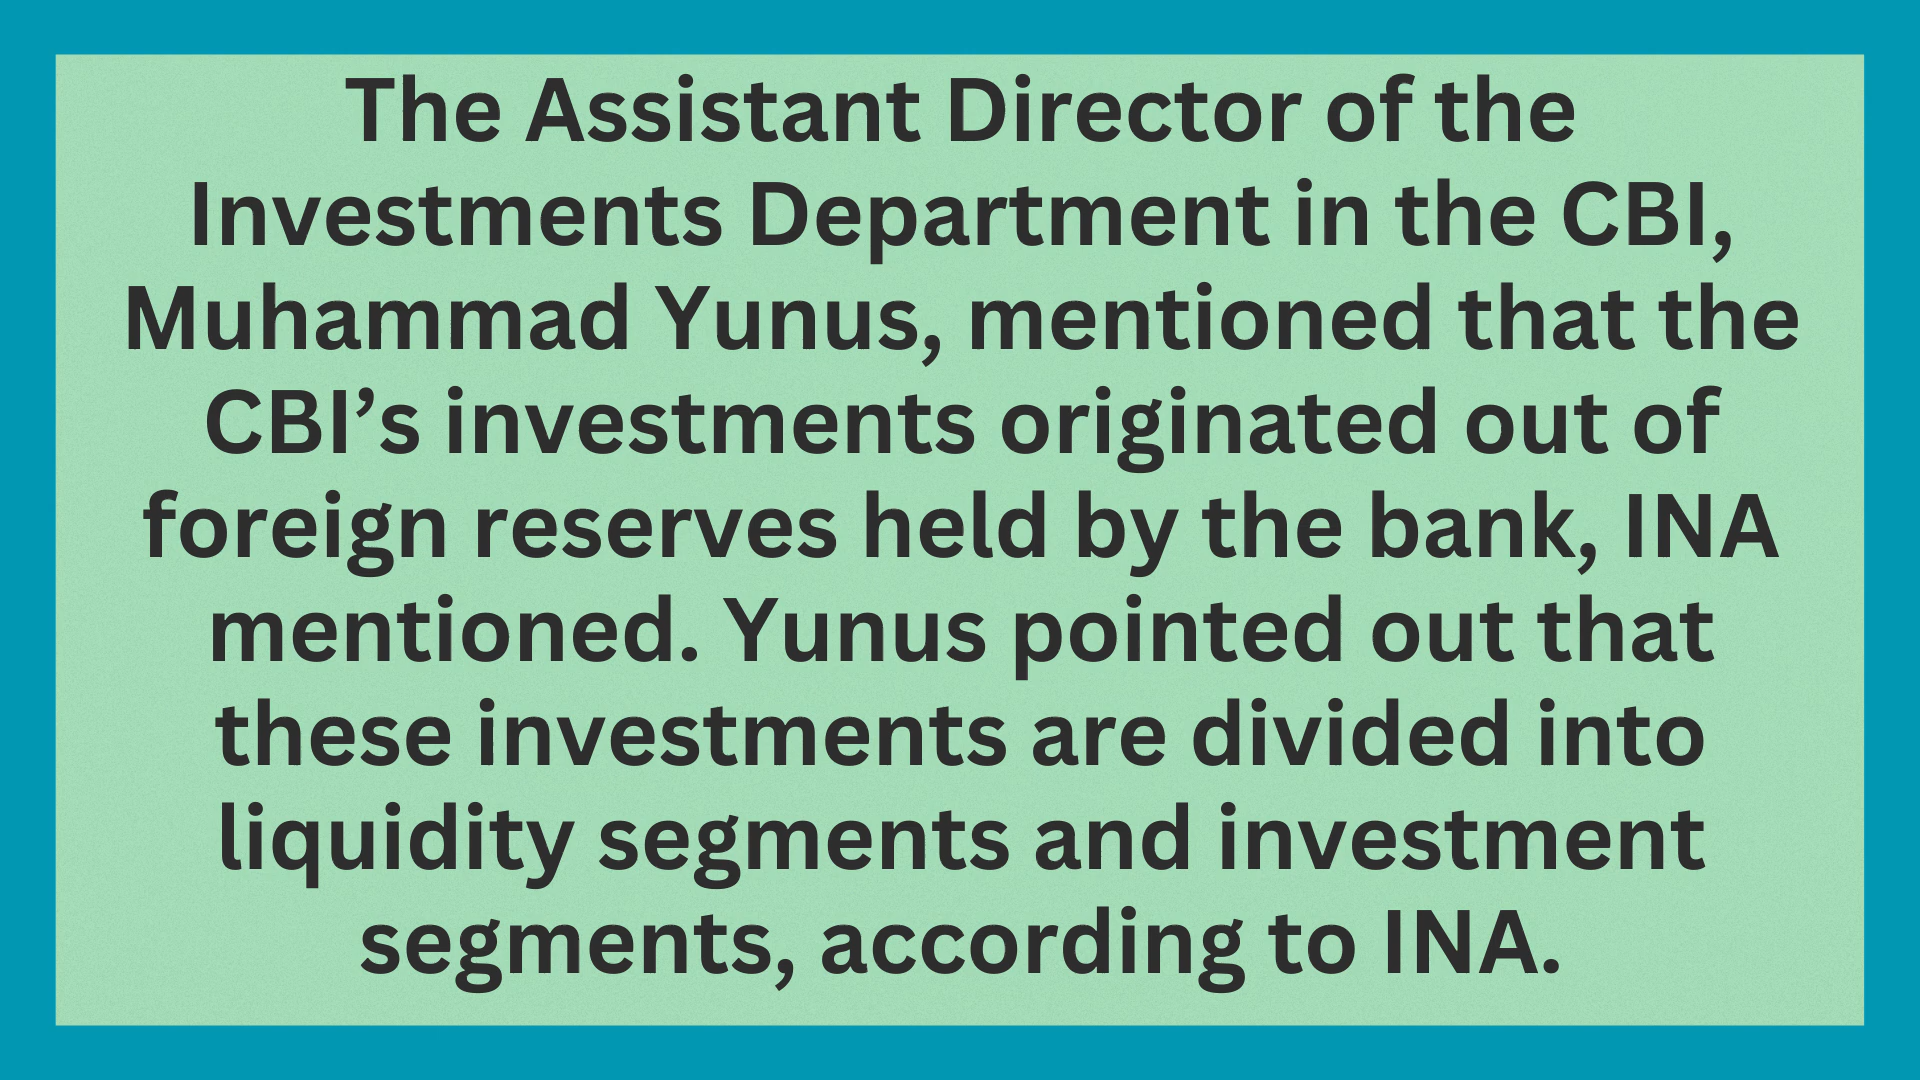 The Assistant Director of the
Investments Department in the CBI,
Muhammad Yunus, mentioned that the
CBI’s investments originated out of
foreign reserves held by the bank, INA
mentioned. Yunus pointed out that
these investments are divided into
liquidity segments and investment
segments, according to INA.